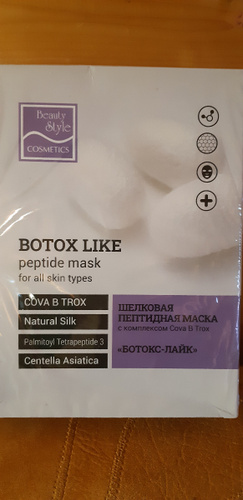 Beauty
Style
COSMETICS
BOTOX LIKE
peptide mask
for all skin types
COVA B TROX
Natural Silk
Palmitoyl Tetrapeptide 3
Centella Asiatica
ШЕЛКОВАЯ
ПЕПТИДНАЯ МАСКА
с комплексом Cova B Trox
«БОТОКС-ЛАЙК»